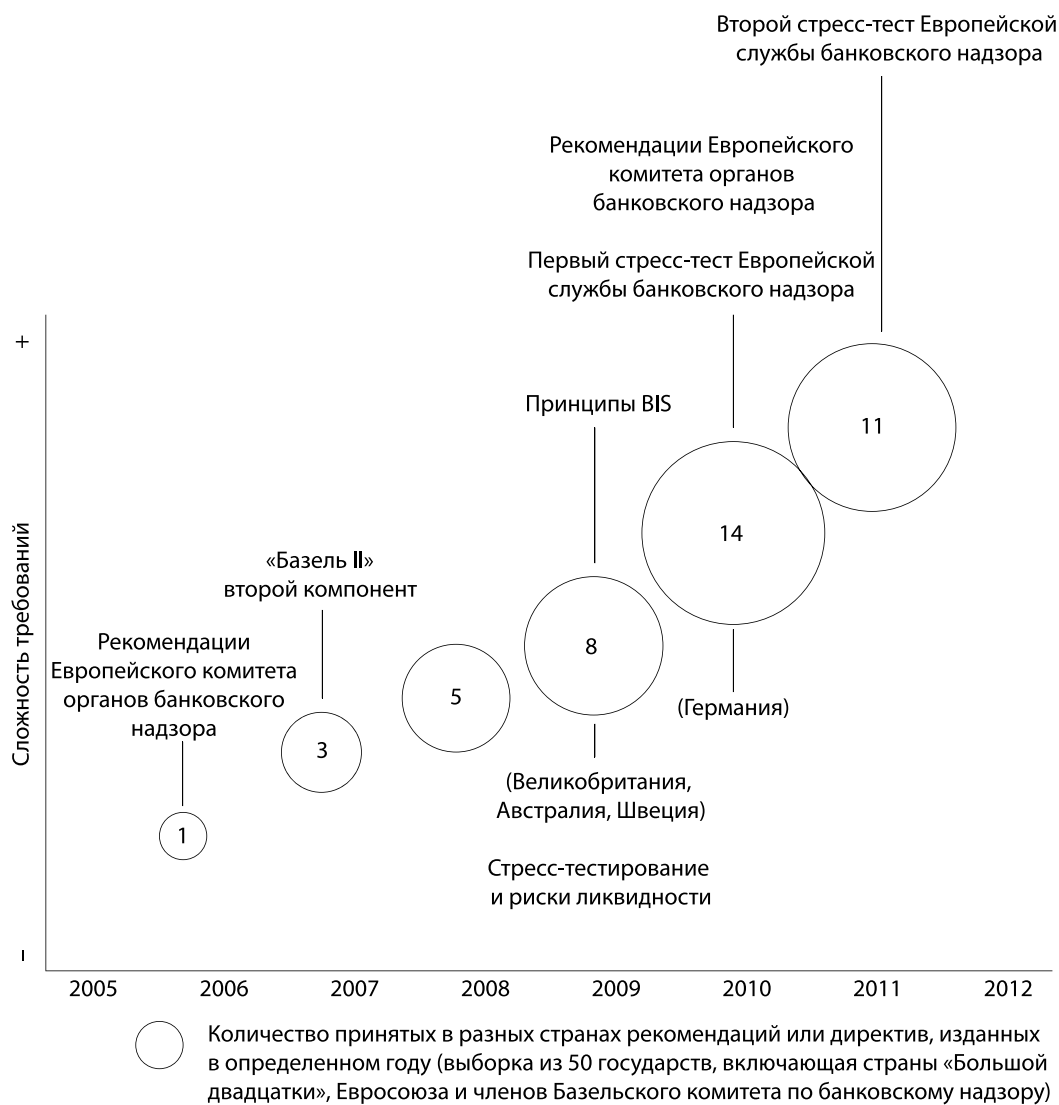 Второй стресс-тест Европейской
службы банковского надзора
Рекомендации Европейского
комитета органов
банковского надзора
Первый стресс-тест Европейской
службы банковского надзора
+
Принципы BIS
11
14
«Базель II»
второй компонент
8
Рекомендации
Европейского комитета
органов банковского
надзора
5
3
1
(Германия)
(Великобритания,
Австралия, Швеция)
Стресс-тестирование
и риски ликвидности
Сложность требований
–
2005 2006 2007 2008 2009 2010 2011 2012
Количество принятых в разных странах рекомендаций или директив, изданных
в определенном году (выборка из 50 государств, включающая страны «Большой
двадцатки», Евросоюза и членов Базельского комитета по банковскому надзору)